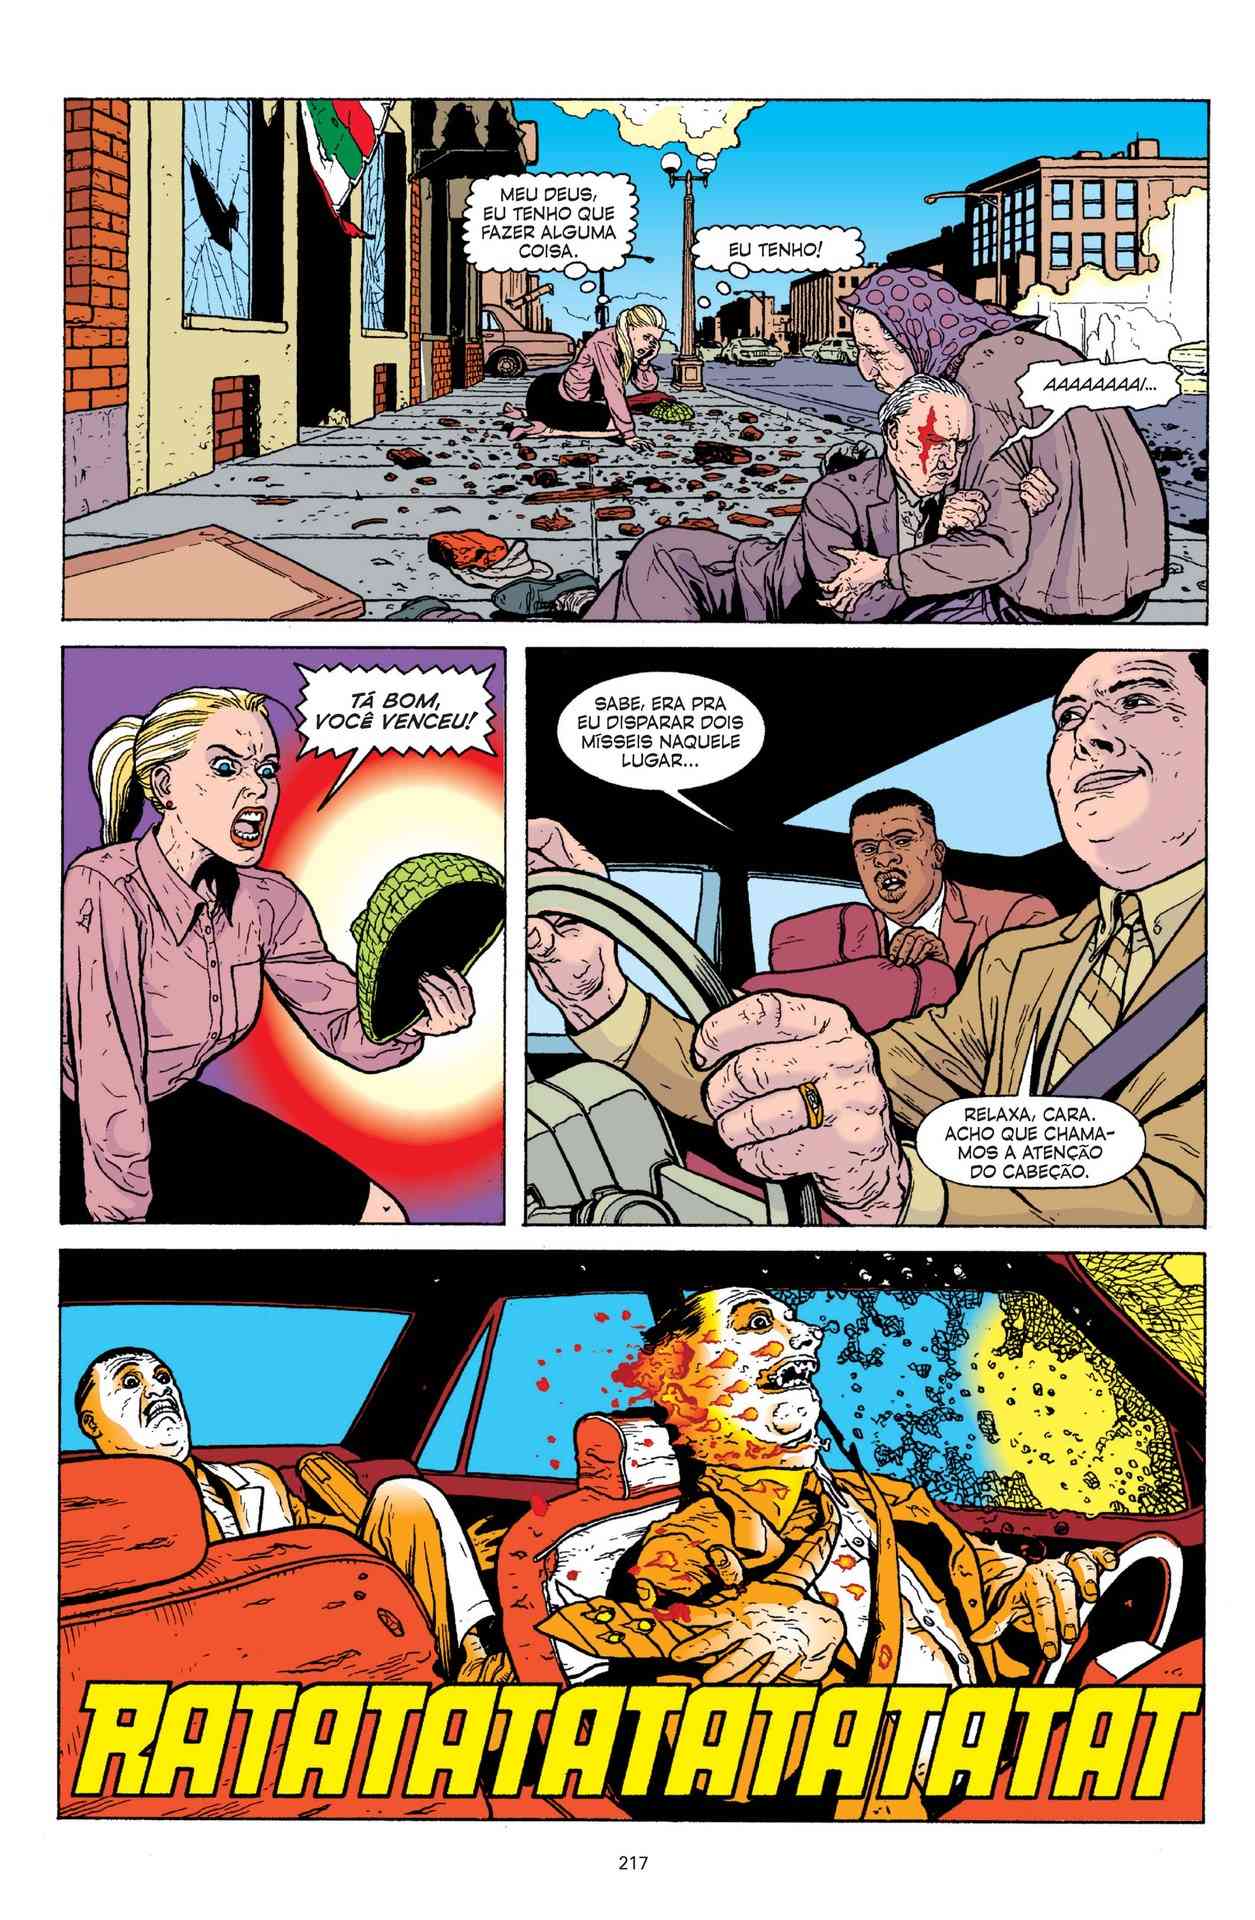 MEU DEUS,
EU TENHO QUE
FAZER ALGUMA
COISA.
EU TENHO!
AAAAAAAAI...
TÁ BOM,
VOCÊ VENCEU!
SABE, ERA PRA
EU DISPARAR DOIS
MÍSSEIS NAQUELE
LUGAR...
RELAXA, CARA.
ACHO QUE CHAMA-
MOS A ATENÇÃO
DO CABEÇÃO.
RATATATATATATATATAT
217